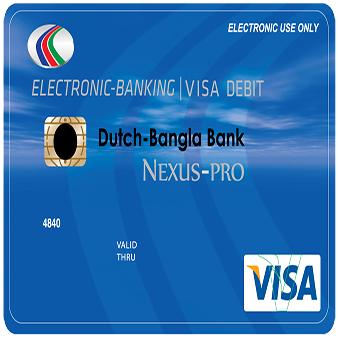 ELECTRONIC USE ONLY
ELECTRONIC-BANKING | VISA DEBIT
Dutch-Bangla Bank
NEXUS-PRO
4840
VALID
THRU
VISA